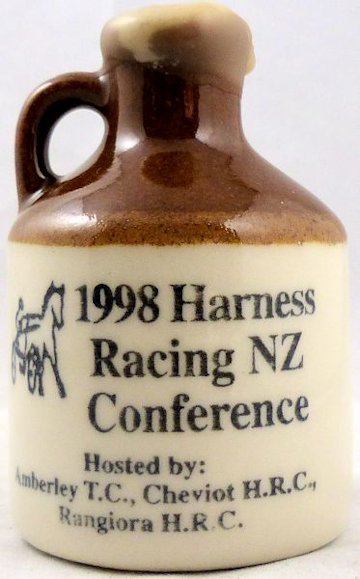 1998 Harness
Racing NZ
Conference
Hosted by:
Amberley T.C., Cheviot H.R.C.,
Rangiora H.R.C.